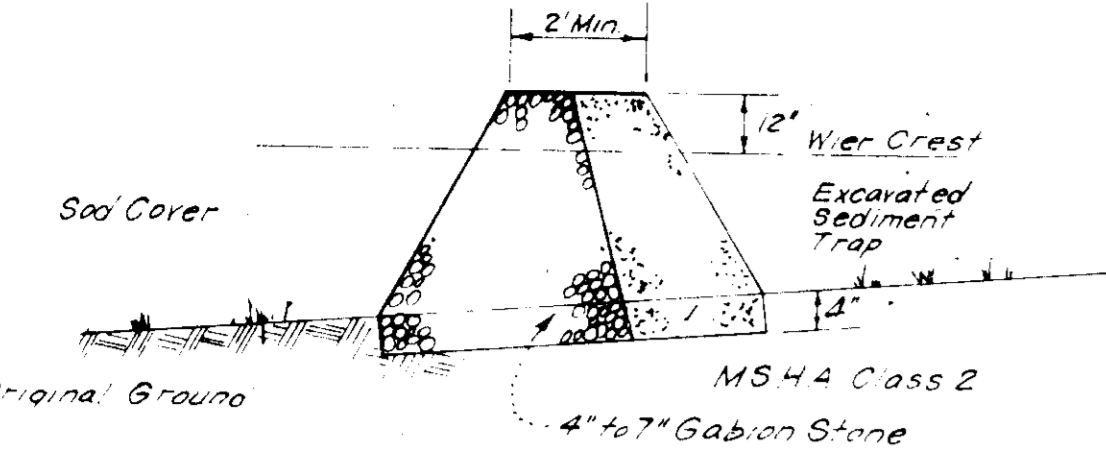 2' Min.
12"
Wier Crest
Sod Cover
Excavated
Sediment
Trap
4"
Original Ground
MSHA Class 2
4" to 7" Gabion Stone